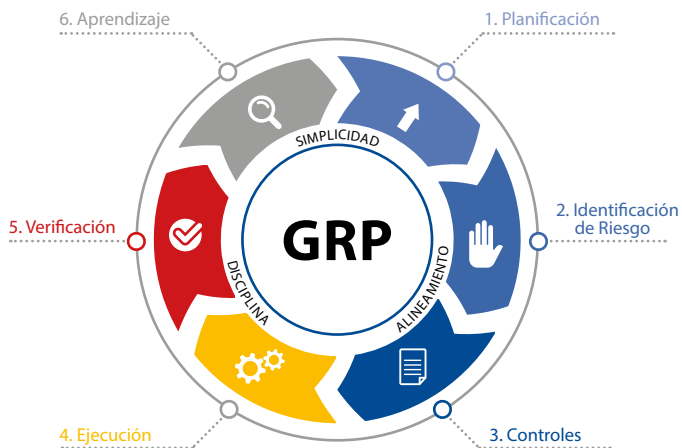 6. Aprendizaje
1. Planificación
SIMPLICIDAD
5. Verificación
GRP
2. Identificación
de Riesgo
DISCIPLINA
ALINEAMIENTO
4. Ejecución
3. Controles